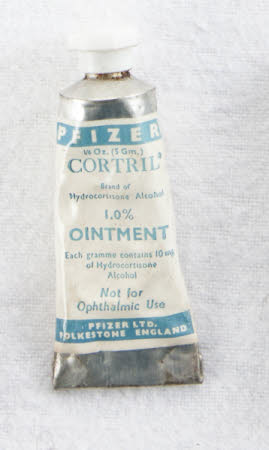 PFIZER
1/6 Oz. (5 Gm.)
CORTRIL®
Brand of
Hydrocortisone Alcohol
1.0%
OINTMENT
Each gramme contains 10 mg.
of Hydrocortisone
Alcohol
Not for
Ophthalmic Use
PFIZER LTD.
FOLKESTONE ENGLAND